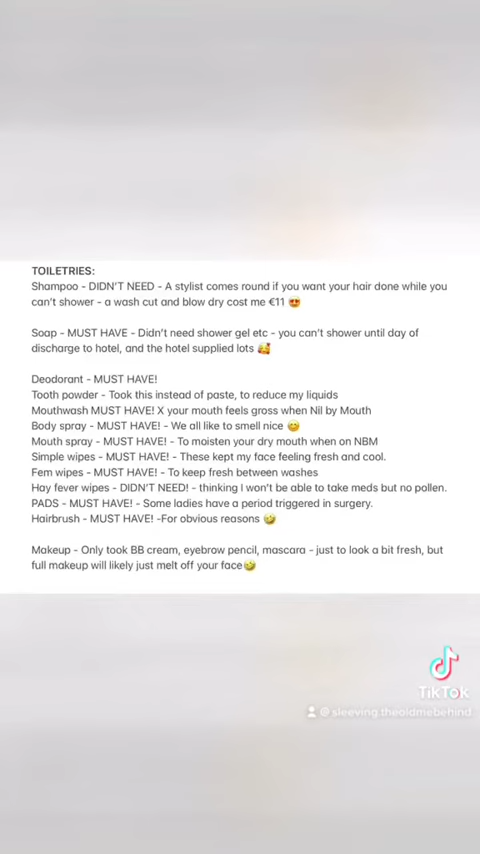 TOILETRIES:
Shampoo - DIDN'T NEED - A stylist comes round if you want your hair done while you
can't shower - a wash cut and blow dry cost me €11 😍
Soap - MUST HAVE - Didn't need shower gel etc - you can't shower until day of
discharge to hotel, and the hotel supplied lots 🥰
Deodorant - MUST HAVE!
Tooth powder - Took this instead of paste, to reduce my liquids
Mouthwash MUST HAVE! X your mouth feels gross when Nil by Mouth
Body spray - MUST HAVE! - We all like to smell nice 😊
Mouth spray - MUST HAVE! - To moisten your dry mouth when on NBM
Simple wipes - MUST HAVE! - These kept my face feeling fresh and cool.
Fem wipes - MUST HAVE! - To keep fresh between washes
Hay fever wipes - DIDN'T NEED! - thinking I won't be able to take meds but no pollen.
PADS - MUST HAVE! - Some ladies have a period triggered in surgery.
Hairbrush - MUST HAVE! -For obvious reasons 🤣
Makeup - Only took BB cream, eyebrow pencil, mascara - just to look a bit fresh, but
full makeup will likely just melt off your face🤣
TikTok
@sleeving.theoldmebehind